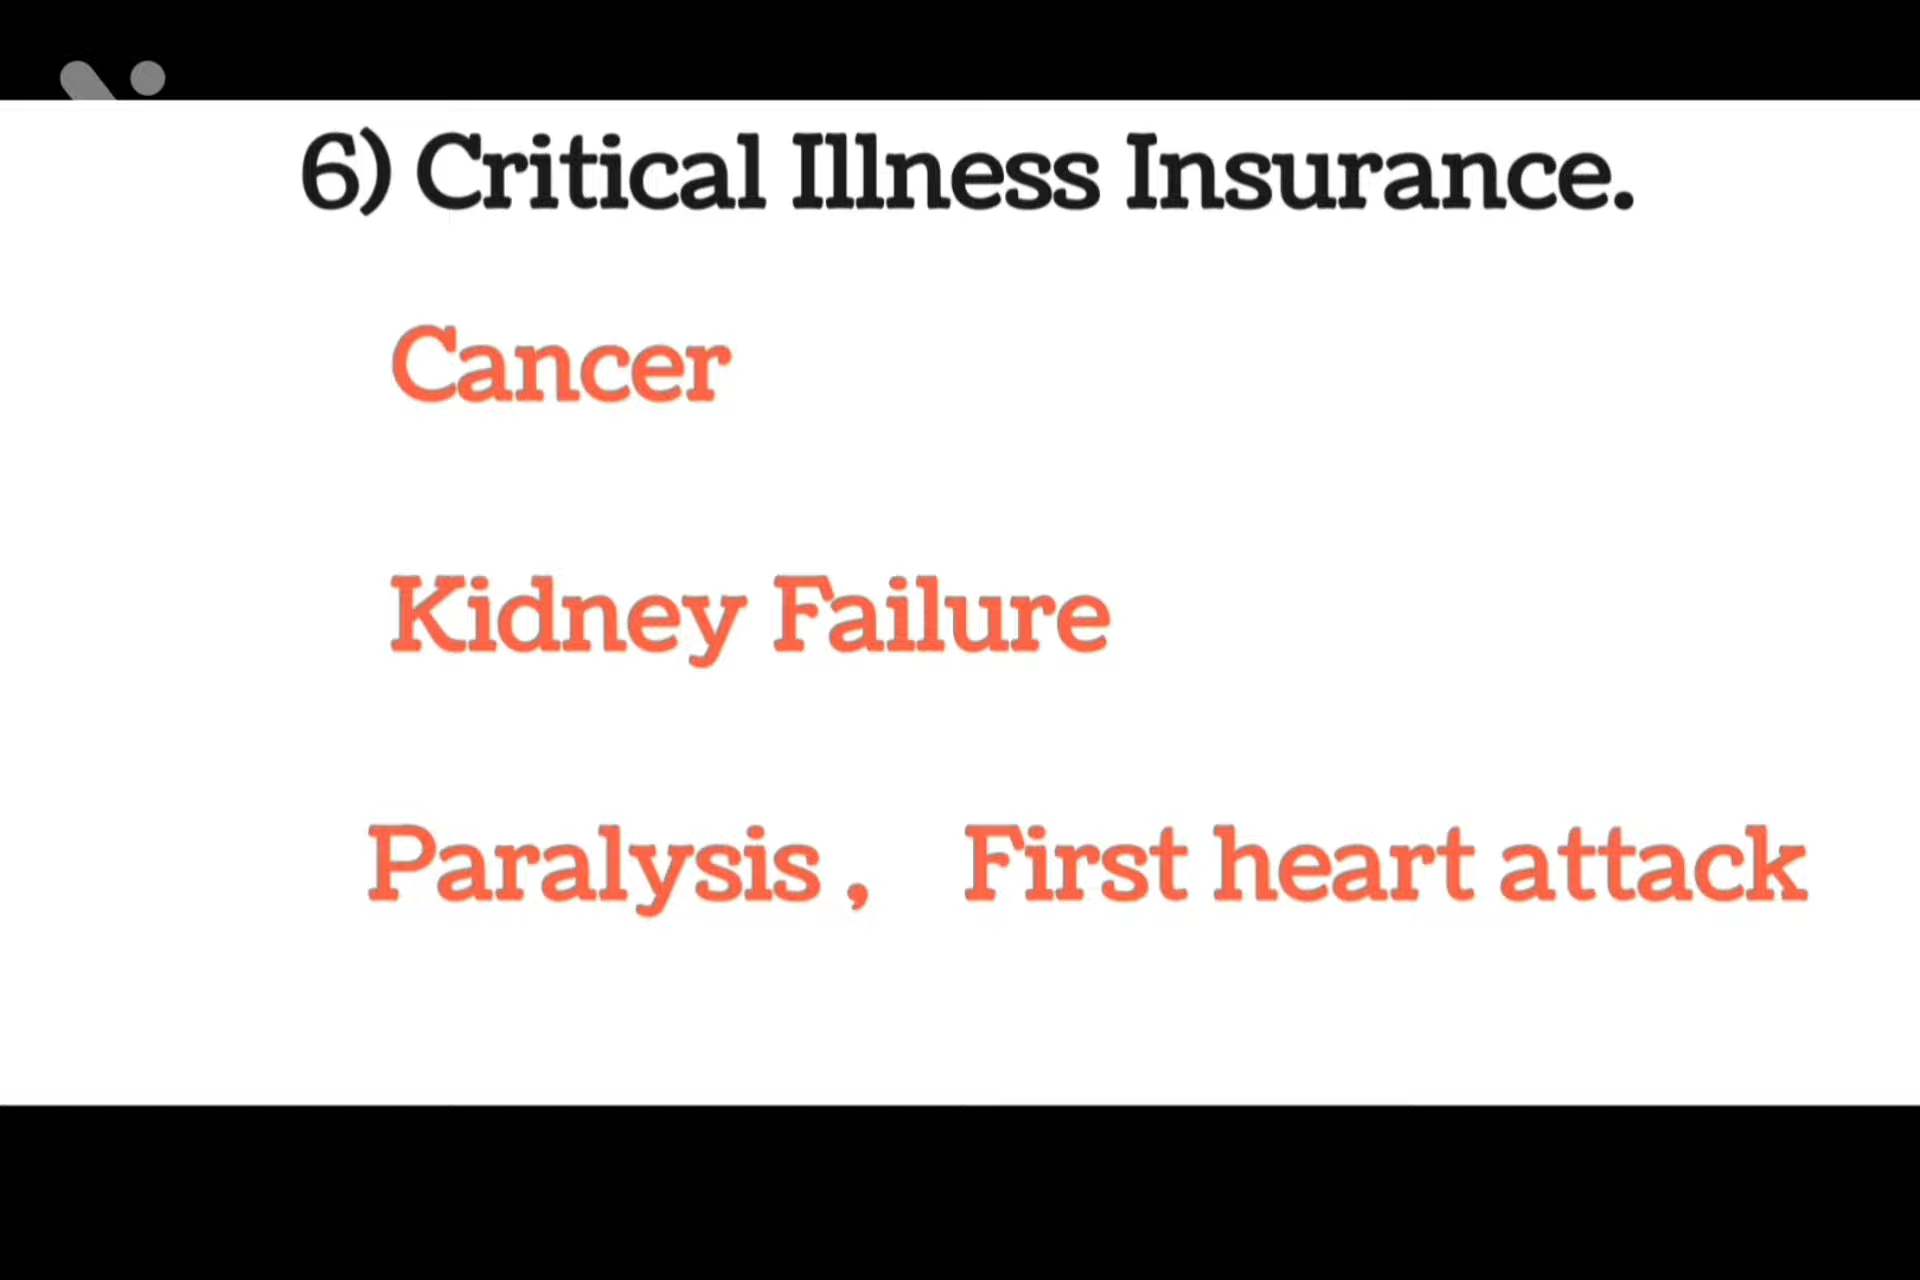 6) Critical Illness Insurance.
Cancer
Kidney Failure
Paralysis , First heart attack